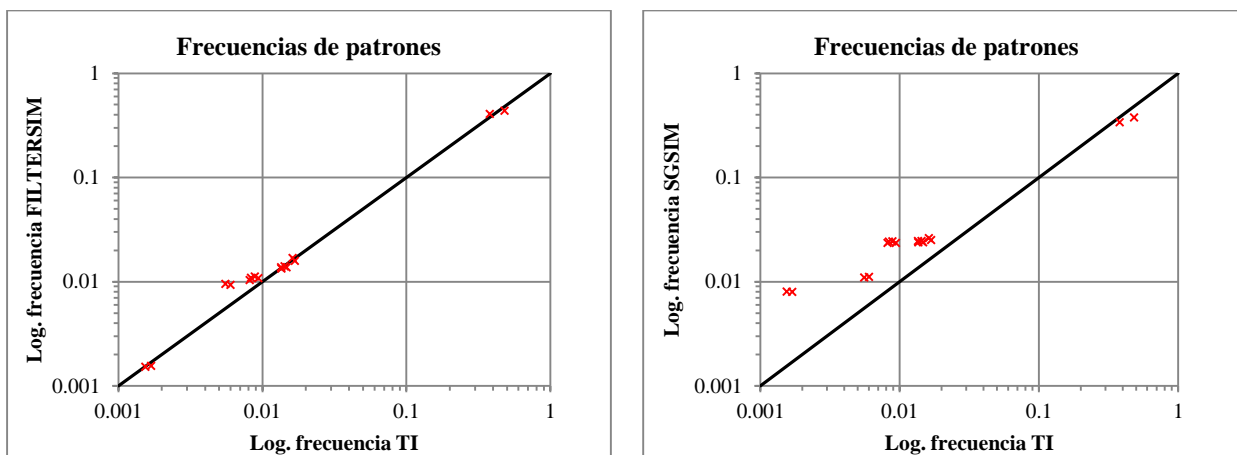 Frecuencias de patrones
1
0.1
0.01
0.001
0.001 0.01 0.1 1
Log. frecuencia TI
Log. frecuencia FILTERSIM
Frecuencias de patrones
1
0.1
0.01
0.001
0.001 0.01 0.1 1
Log. frecuencia TI
Log. frecuencia SGSIM